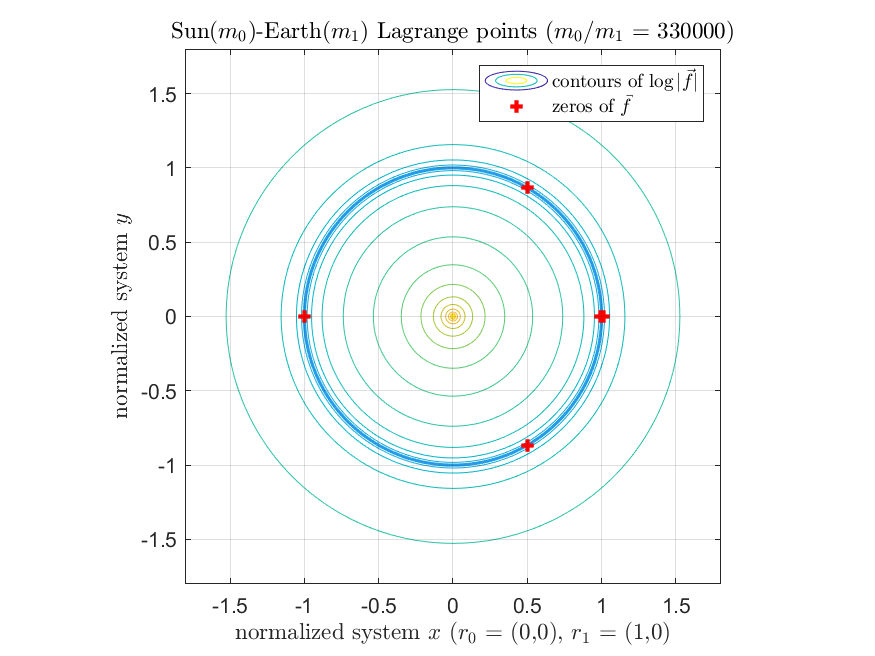 Sun(m₀)-Earth(m₁) Lagrange points (m₀/m₁ = 330000)
contours of log|f⃗|
zeros of f⃗
1.5
1
0.5
0
-0.5
-1
-1.5
normalized system y
-1.5 -1 -0.5 0 0.5 1 1.5
normalized system x (r₀ = (0,0), r₁ = (1,0)